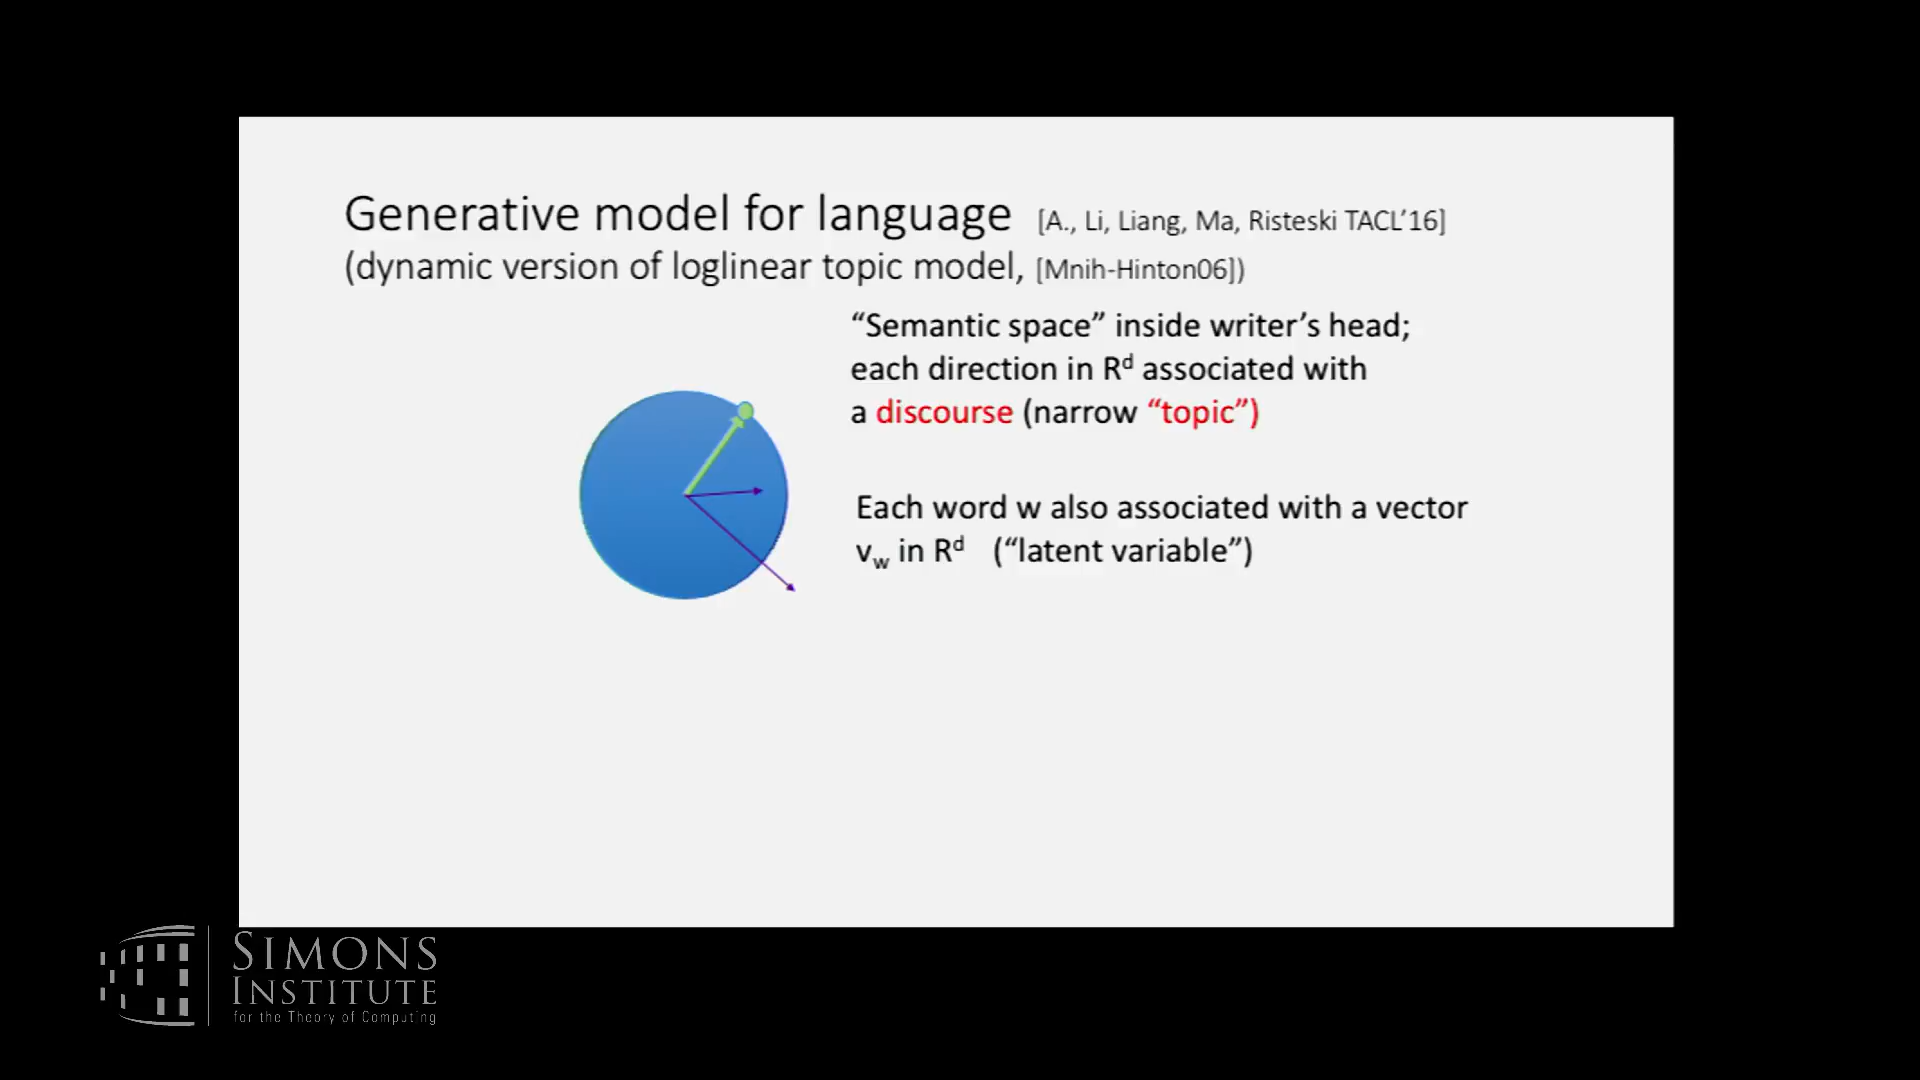 Generative model for language [A., Li, Liang, Ma, Risteski TACL’16]
(dynamic version of loglinear topic model, [Mnih-Hinton06])
“Semantic space” inside writer’s head;
each direction in Rᵈ associated with
a discourse (narrow “topic”)
Each word w also associated with a vector
v_w in Rᵈ (“latent variable”)
SIMONS
INSTITUTE
for the Theory of Computing